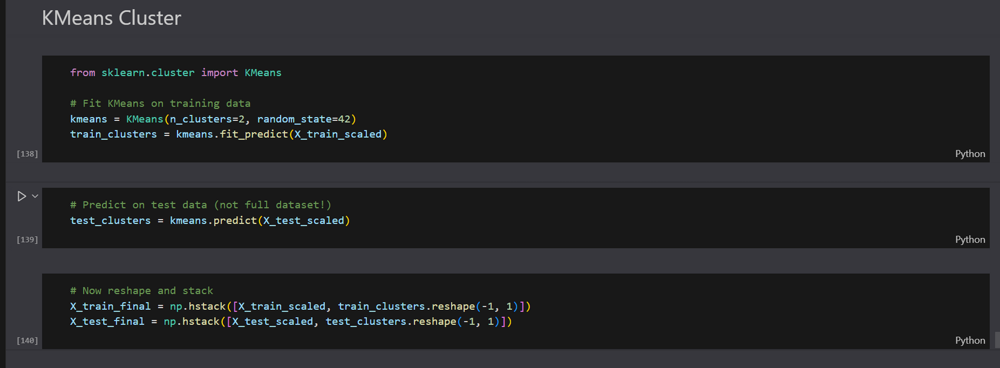 KMeans Cluster
from sklearn.cluster import KMeans
# Fit KMeans on training data
kmeans = KMeans(n_clusters=2, random_state=42)
train_clusters = kmeans.fit_predict(X_train_scaled)
[138]
Python
# Predict on test data (not full dataset!)
test_clusters = kmeans.predict(X_test_scaled)
[139]
Python
# Now reshape and stack
X_train_final = np.hstack([X_train_scaled, train_clusters.reshape(-1, 1)])
X_test_final = np.hstack([X_test_scaled, test_clusters.reshape(-1, 1)])
[140]
Python